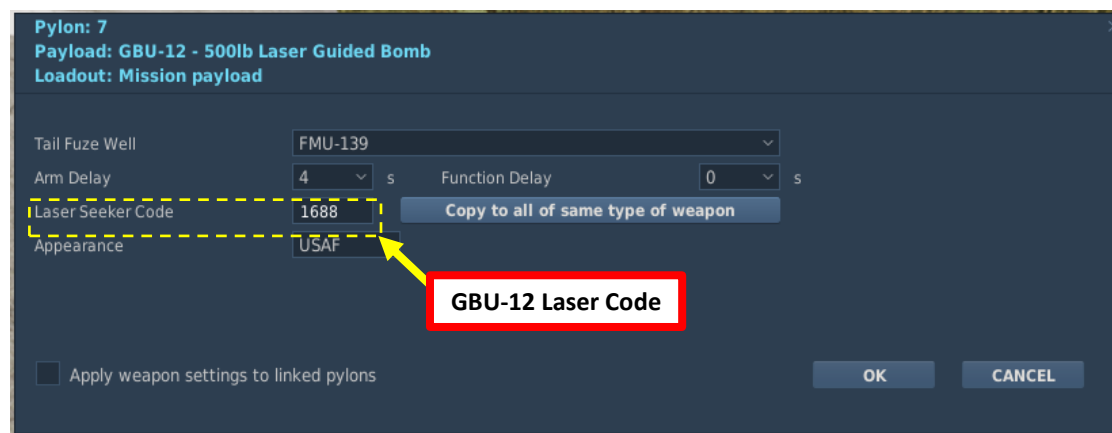 Pylon: 7
Payload: GBU-12 - 500lb Laser Guided Bomb
Loadout: Mission payload
Tail Fuze Well FMU-139
Arm Delay 4 s Function Delay 0 s
Laser Seeker Code 1688 Copy to all of same type of weapon
Appearance USAF
GBU-12 Laser Code
Apply weapon settings to linked pylons OK CANCEL